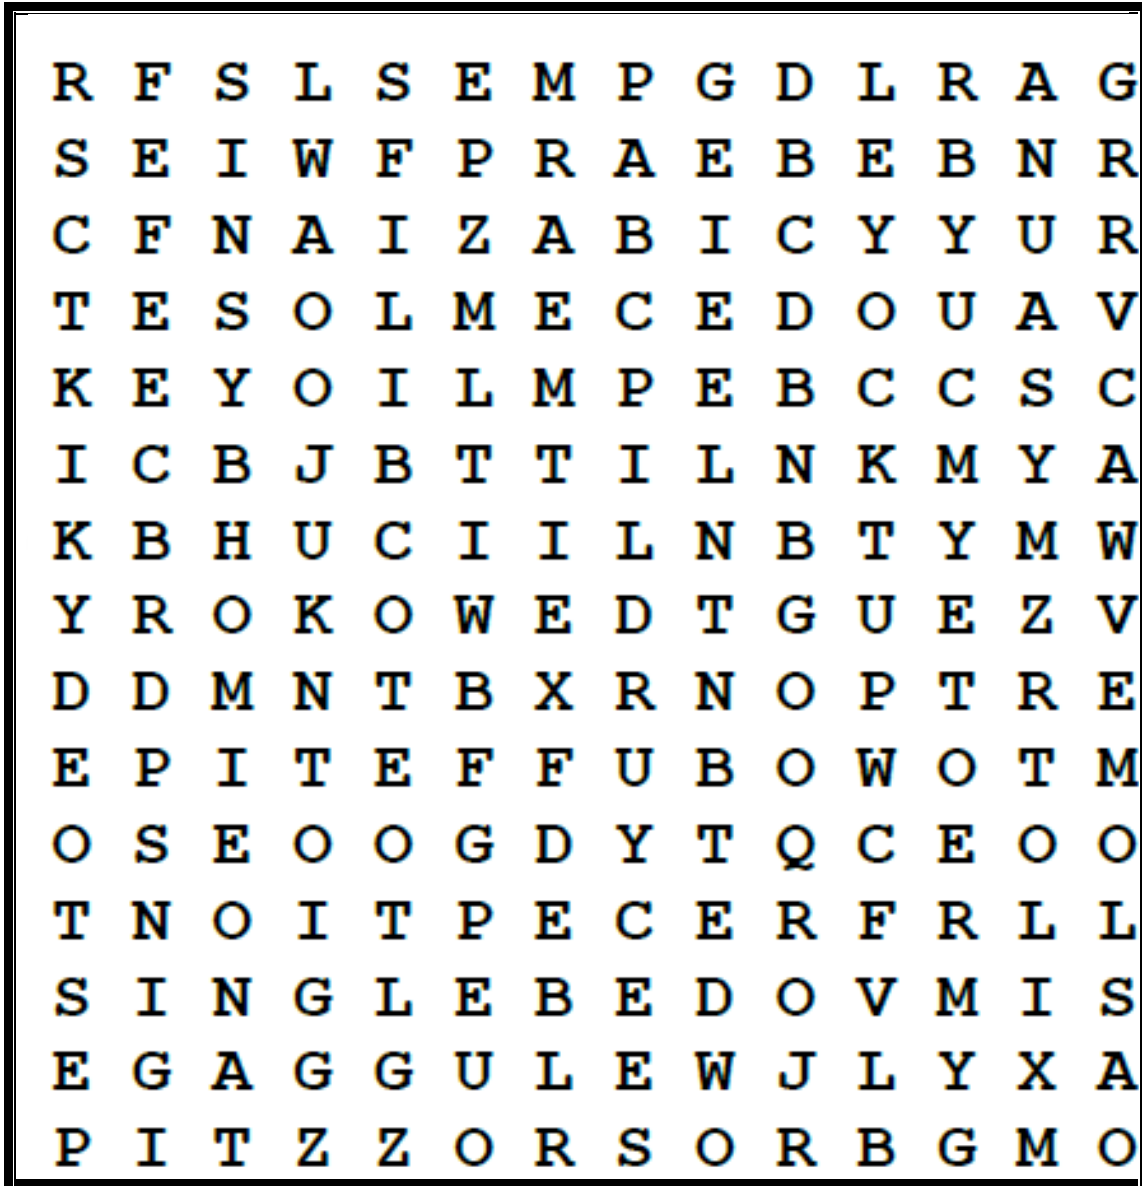 R F S L S E M P G D L R A G
S E I W F P R A E B E B N R
C F N A I Z A B I C Y Y U R
T E S O L M E C E D O U A V
K E Y O I L M P E B C C S C
I C B J B T T I L N K M Y A
K B H U C I I L N B T Y M W
Y R O K O W E D T G U E Z V
D D M N T B X R N O P T R E
E P I T E F F U B O W O T M
O S E O O G D Y T Q C E O O
T N O I T P E C E R F R L L
S I N G L E B E D O V M I S
E G A G G U L E W J L Y X A
P I T Z Z O R S O R B G M O